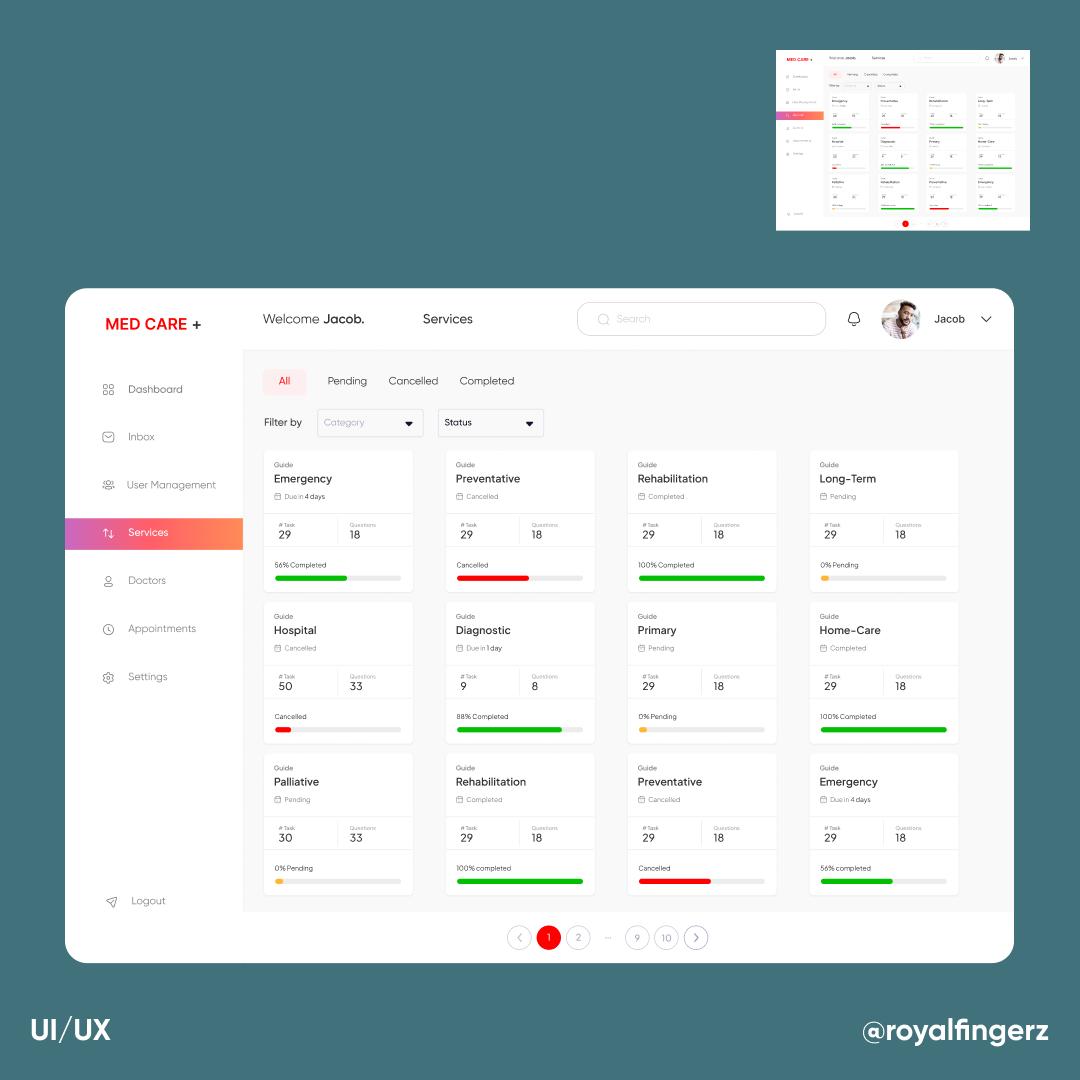 MED CARE +
Welcome Jacob.
Services
Search
Jacob
Dashboard
Inbox
User Management
Services
Doctors
Appointments
Settings
Logout
All Pending Cancelled Completed
Filter by Category Status
Guide
Emergency
Due in 4 days
# Task Questions
29 18
56% Completed
Guide
Preventative
Cancelled
# Task Questions
29 18
Cancelled
Guide
Rehabilitation
Completed
# Task Questions
29 18
100% Completed
Guide
Long-Term
Pending
# Task Questions
29 18
0% Pending
Guide
Hospital
Cancelled
# Task Questions
50 33
Cancelled
Guide
Diagnostic
Due in 1 day
# Task Questions
9 8
88% Completed
Guide
Primary
Pending
# Task Questions
29 18
0% Pending
Guide
Home-Care
Completed
# Task Questions
29 18
100% Completed
Guide
Palliative
Pending
# Task Questions
30 33
0% Pending
Guide
Rehabilitation
Completed
# Task Questions
29 18
100% completed
Guide
Preventative
Cancelled
# Task Questions
29 18
Cancelled
Guide
Emergency
Due in 4 days
# Task Questions
29 18
56% completed
1 2 ... 9 10
UI/UX
@royalfingerz